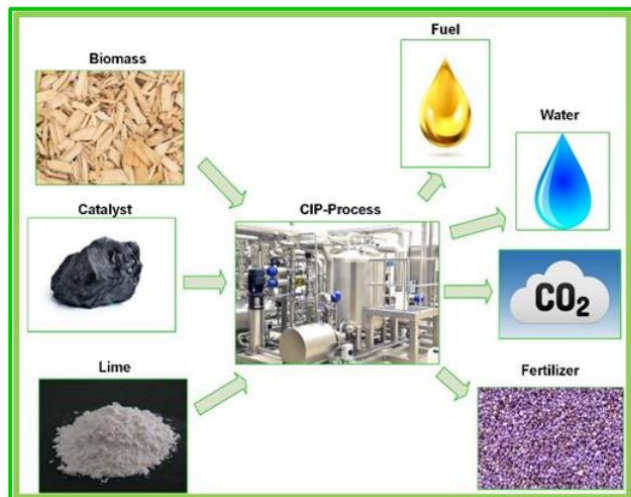 Fuel
Biomass
Water
Catalyst
CIP-Process
CO2
Lime
Fertilizer